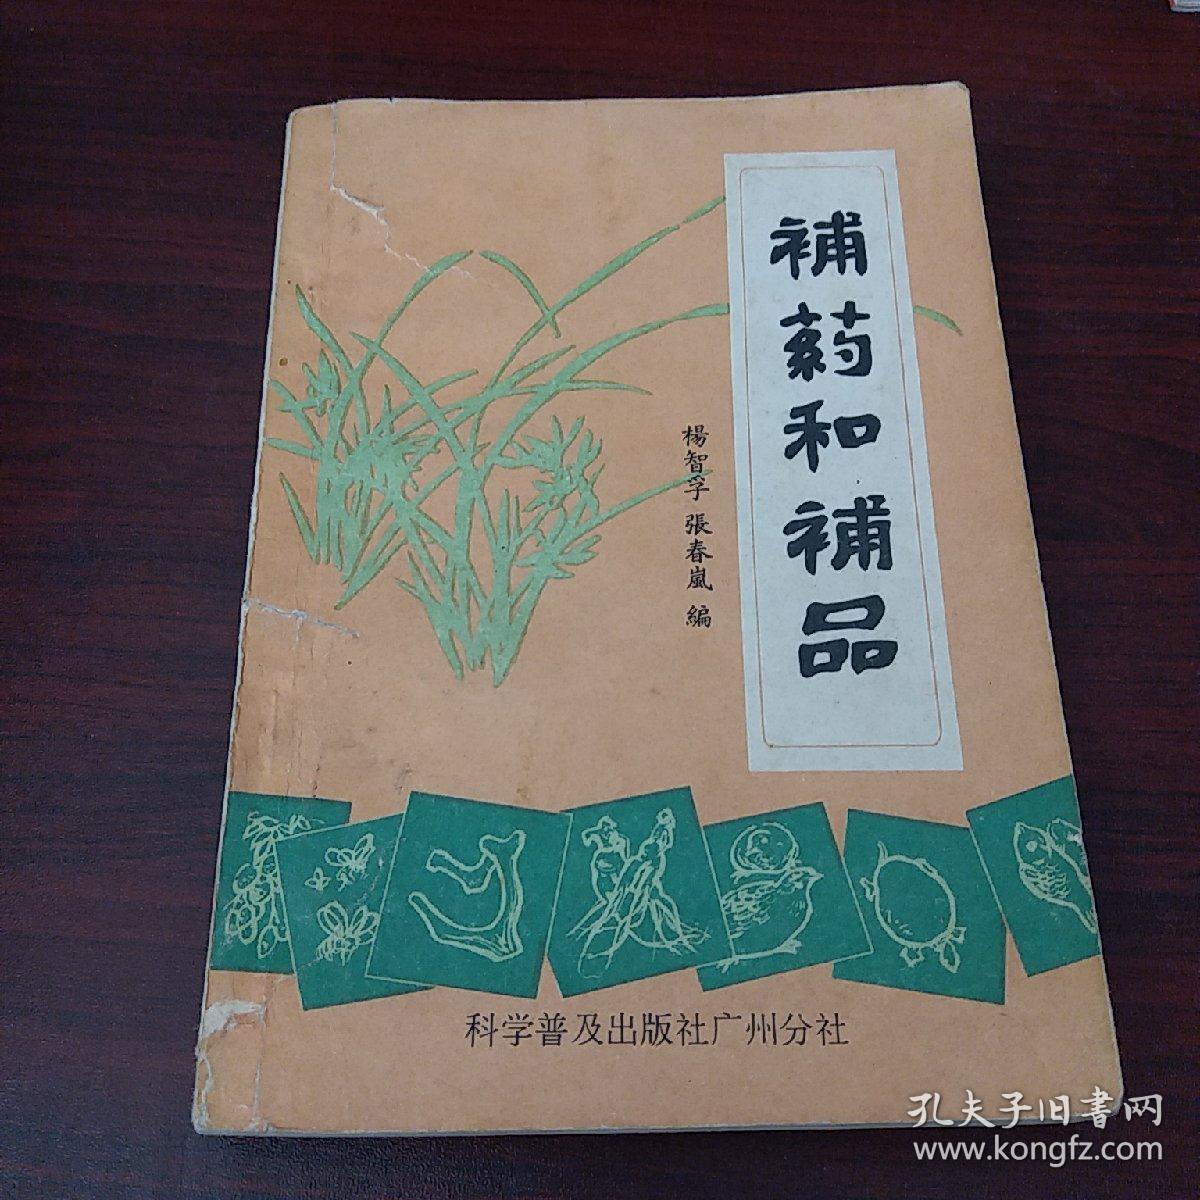 補葯和補品
楊智孚 張春嵐 編
科学普及出版社广州分社
孔夫子旧書网
www.kongfz.com